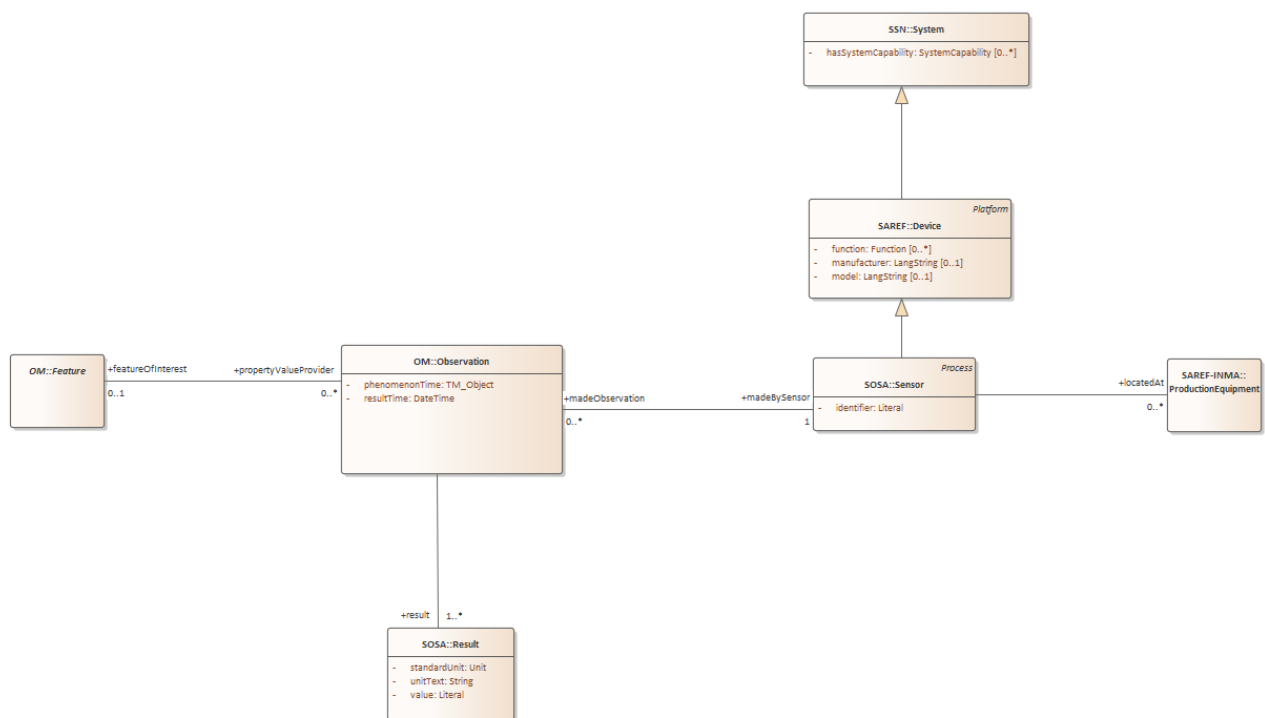 SSN::System
- hasSystemCapability: SystemCapability [0..*]
Platform
SAREF::Device
- function: Function [0..*]
- manufacturer: LangString [0..1]
- model: LangString [0..1]
OM::Feature
+featureOfInterest
0..1
+propertyValueProvider
0..*
OM::Observation
- phenomenonTime: TM_Object
- resultTime: DateTime
+madeObservation
0..*
+madeBySensor
1
Process
SOSA::Sensor
- identifier: Literal
+locatedAt
0..*
SAREF-INMA::
ProductionEquipment
+result
1..*
SOSA::Result
- standardUnit: Unit
- unitText: String
- value: Literal